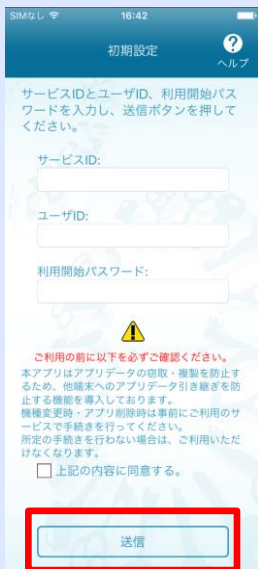 SIMなし 16:42
初期設定
?
ヘルプ
サービスIDとユーザID、利用開始パス
ワードを入力し、送信ボタンを押して
ください。
サービスID:
ユーザID:
利用開始パスワード:
ご利用の前に以下を必ずご確認ください。
本アプリはアプリデータの窃取・複製を防止す
るため、他端末へのアプリデータ引き継ぎを防
止する機能を導入しております。
機種変更時・アプリ削除時は事前にご利用のサ
ービスで手続きを行ってください。
所定の手続きを行わない場合は、ご利用いただ
けなくなります。
上記の内容に同意する。
送信